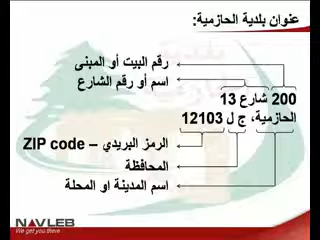 عنوان بلدية الحازمية:
رقم البيت أو المبنى
اسم أو رقم الشارع
200 شارع 13
الحازمية، ج ل 12103
الرمز البريدي – ZIP code
المحافظة
اسم المدينة او المحلة
NAVLEB
We get you there